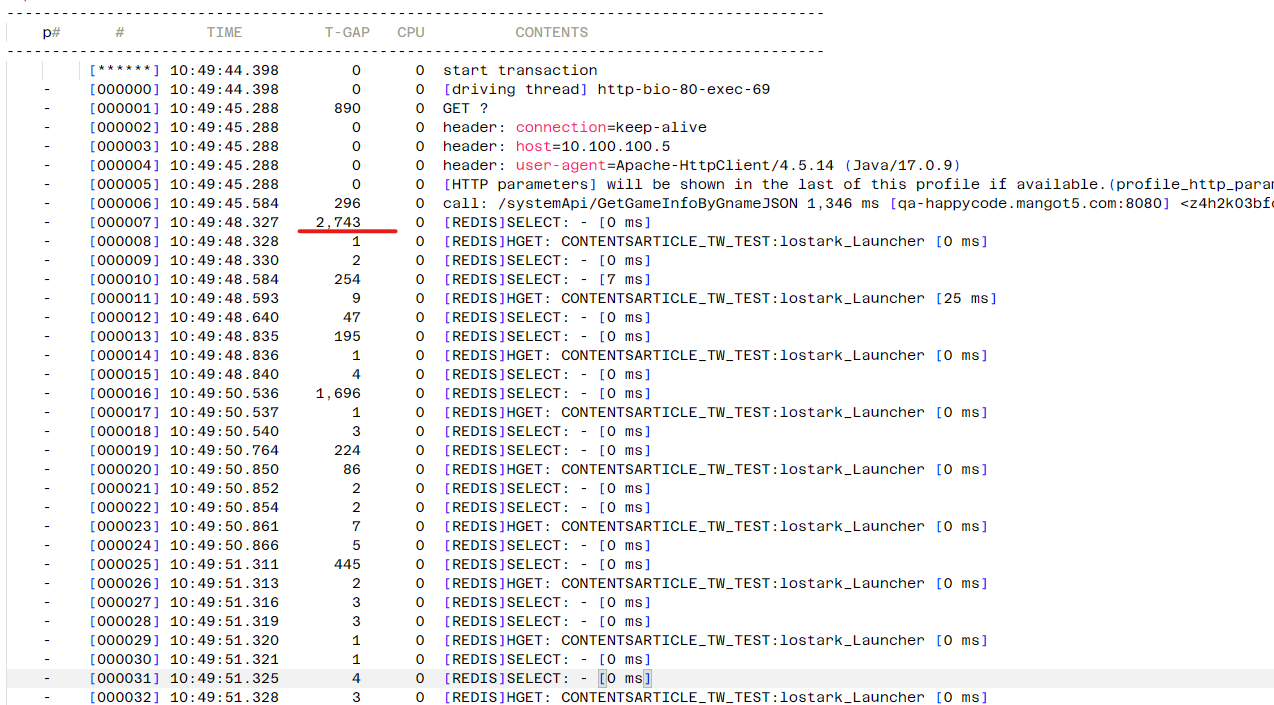 --------------------------------------------------------------------------------
p# # TIME T-GAP CPU CONTENTS
--------------------------------------------------------------------------------
[******] 10:49:44.398 0 0 start transaction
- [000000] 10:49:44.398 0 0 [driving thread] http-bio-80-exec-69
- [000001] 10:49:45.288 890 0 GET ?
- [000002] 10:49:45.288 0 0 header: connection=keep-alive
- [000003] 10:49:45.288 0 0 header: host=10.100.100.5
- [000004] 10:49:45.288 0 0 header: user-agent=Apache-HttpClient/4.5.14 (Java/17.0.9)
- [000005] 10:49:45.288 0 0 [HTTP parameters] will be shown in the last of this profile if available.(profile_http_para
- [000006] 10:49:45.584 296 0 call: /systemApi/GetGameInfoByGnameJSON 1,346 ms [qa-happycode.mangot5.com:8080] <z4h2k03bf
- [000007] 10:49:48.327 2,743 0 [REDIS]SELECT: - [0 ms]
- [000008] 10:49:48.328 1 0 [REDIS]HGET: CONTENTSARTICLE_TW_TEST:lostark_Launcher [0 ms]
- [000009] 10:49:48.330 2 0 [REDIS]SELECT: - [0 ms]
- [000010] 10:49:48.584 254 0 [REDIS]SELECT: - [7 ms]
- [000011] 10:49:48.593 9 0 [REDIS]HGET: CONTENTSARTICLE_TW_TEST:lostark_Launcher [25 ms]
- [000012] 10:49:48.640 47 0 [REDIS]SELECT: - [0 ms]
- [000013] 10:49:48.835 195 0 [REDIS]SELECT: - [0 ms]
- [000014] 10:49:48.836 1 0 [REDIS]HGET: CONTENTSARTICLE_TW_TEST:lostark_Launcher [0 ms]
- [000015] 10:49:48.840 4 0 [REDIS]SELECT: - [0 ms]
- [000016] 10:49:50.536 1,696 0 [REDIS]SELECT: - [0 ms]
- [000017] 10:49:50.537 1 0 [REDIS]HGET: CONTENTSARTICLE_TW_TEST:lostark_Launcher [0 ms]
- [000018] 10:49:50.540 3 0 [REDIS]SELECT: - [0 ms]
- [000019] 10:49:50.764 224 0 [REDIS]SELECT: - [0 ms]
- [000020] 10:49:50.850 86 0 [REDIS]HGET: CONTENTSARTICLE_TW_TEST:lostark_Launcher [0 ms]
- [000021] 10:49:50.852 2 0 [REDIS]SELECT: - [0 ms]
- [000022] 10:49:50.854 2 0 [REDIS]SELECT: - [0 ms]
- [000023] 10:49:50.861 7 0 [REDIS]HGET: CONTENTSARTICLE_TW_TEST:lostark_Launcher [0 ms]
- [000024] 10:49:50.866 5 0 [REDIS]SELECT: - [0 ms]
- [000025] 10:49:51.311 445 0 [REDIS]SELECT: - [0 ms]
- [000026] 10:49:51.313 2 0 [REDIS]HGET: CONTENTSARTICLE_TW_TEST:lostark_Launcher [0 ms]
- [000027] 10:49:51.316 3 0 [REDIS]SELECT: - [0 ms]
- [000028] 10:49:51.319 3 0 [REDIS]SELECT: - [0 ms]
- [000029] 10:49:51.320 1 0 [REDIS]HGET: CONTENTSARTICLE_TW_TEST:lostark_Launcher [0 ms]
- [000030] 10:49:51.321 1 0 [REDIS]SELECT: - [0 ms]
- [000031] 10:49:51.325 4 0 [REDIS]SELECT: - [0 ms]
- [000032] 10:49:51.328 3 0 [REDIS]HGET: CONTENTSARTICLE_TW_TEST:lostark_Launcher [0 ms]